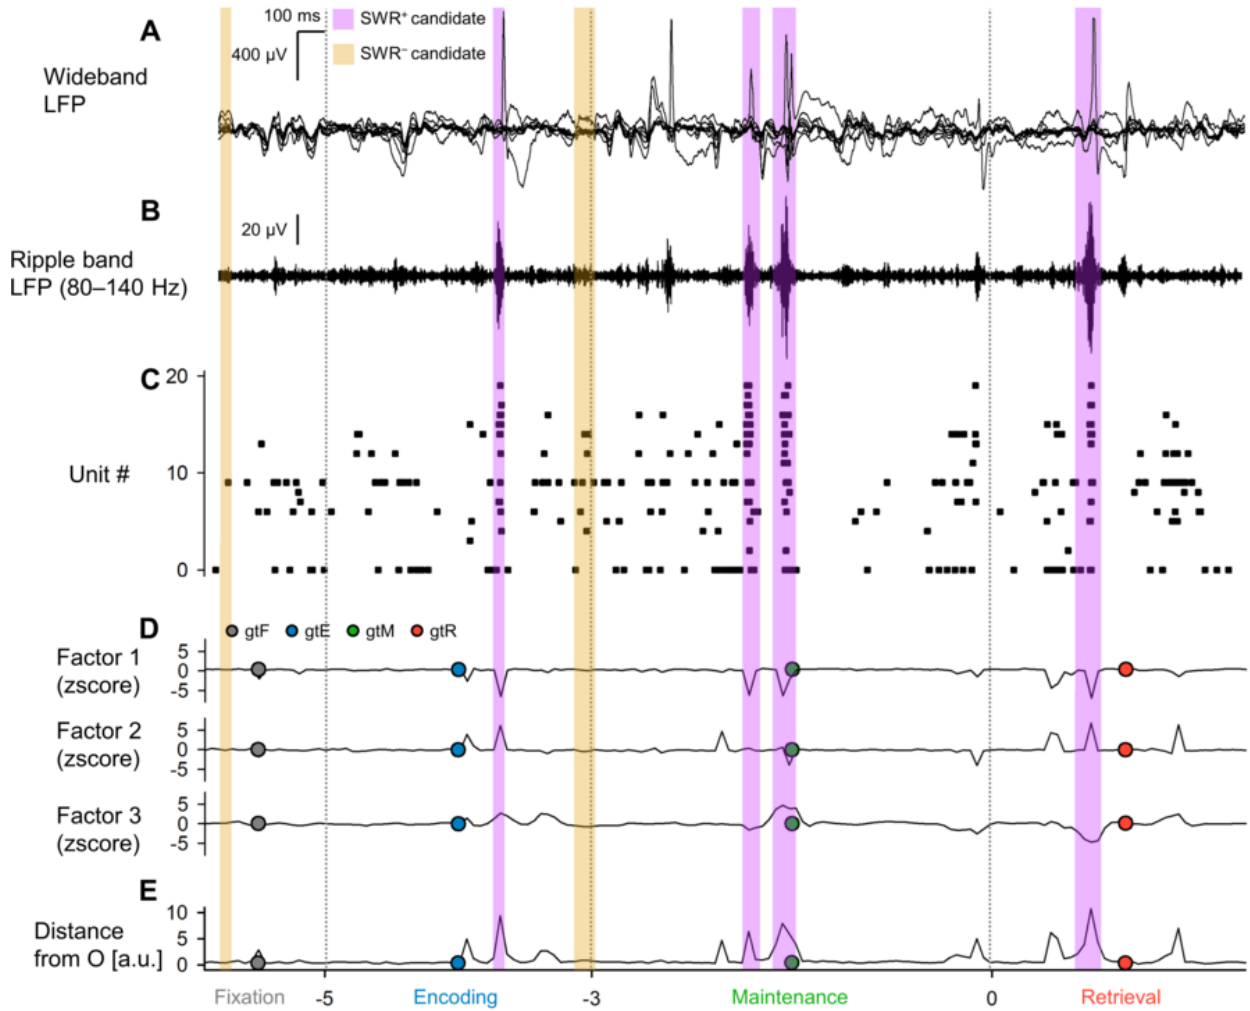 A
100 ms
400 µV
SWR⁺ candidate
SWR⁻ candidate
Wideband
LFP
B
20 µV
Ripple band
LFP (80–140 Hz)
C
20
10
0
Unit #
D
gtF
gtE
gtM
gtR
Factor 1
(zscore)
5
0
-5
Factor 2
(zscore)
5
0
-5
Factor 3
(zscore)
5
0
-5
E
Distance
from O [a.u.]
10
5
0
Fixation
-5
Encoding
-3
Maintenance
0
Retrieval